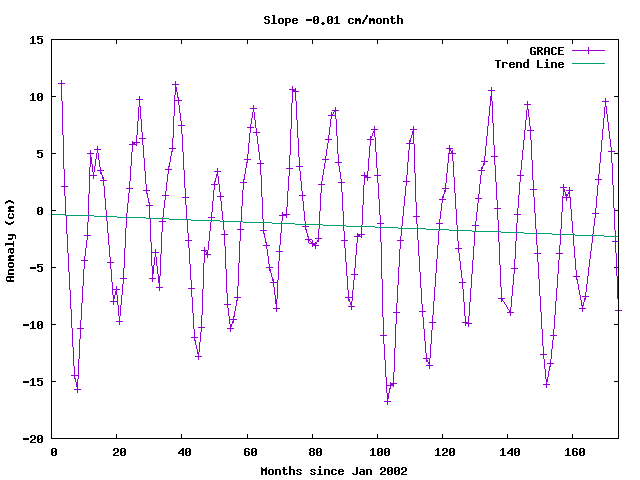 Slope -0.01 cm/month
GRACE
Trend Line
15
10
5
0
-5
-10
-15
-20
Anomaly (cm)
0 20 40 60 80 100 120 140 160
Months since Jan 2002